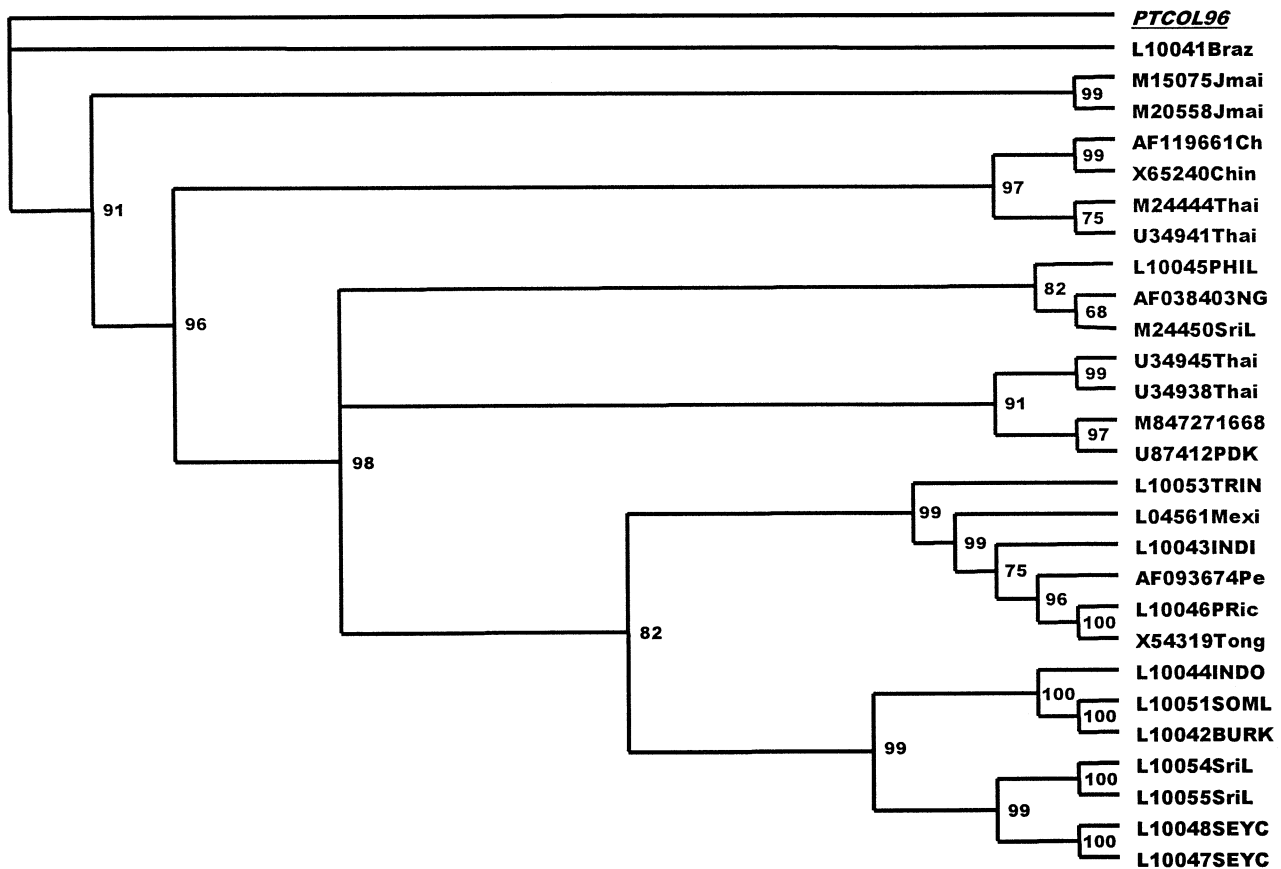 PTCOL96
L10041Braz
M15075Jmai
99
M20558Jmai
AF119661Ch
99
X65240Chin
97
M24444Thai
91
75
U34941Thai
L10045PHIL
82
AF038403NG
68
96
M24450SriL
U34945Thai
99
U34938Thai
91
M847271668
97
U87412PDK
98
L10053TRIN
99
L04561Mexi
99
L10043INDI
75
AF093674Pe
96
L10046PRic
100
82
X54319Tong
L10044INDO
100
L10051SOML
100
L10042BURK
99
L10054SriL
100
L10055SriL
99
L10048SEYC
100
L10047SEYC